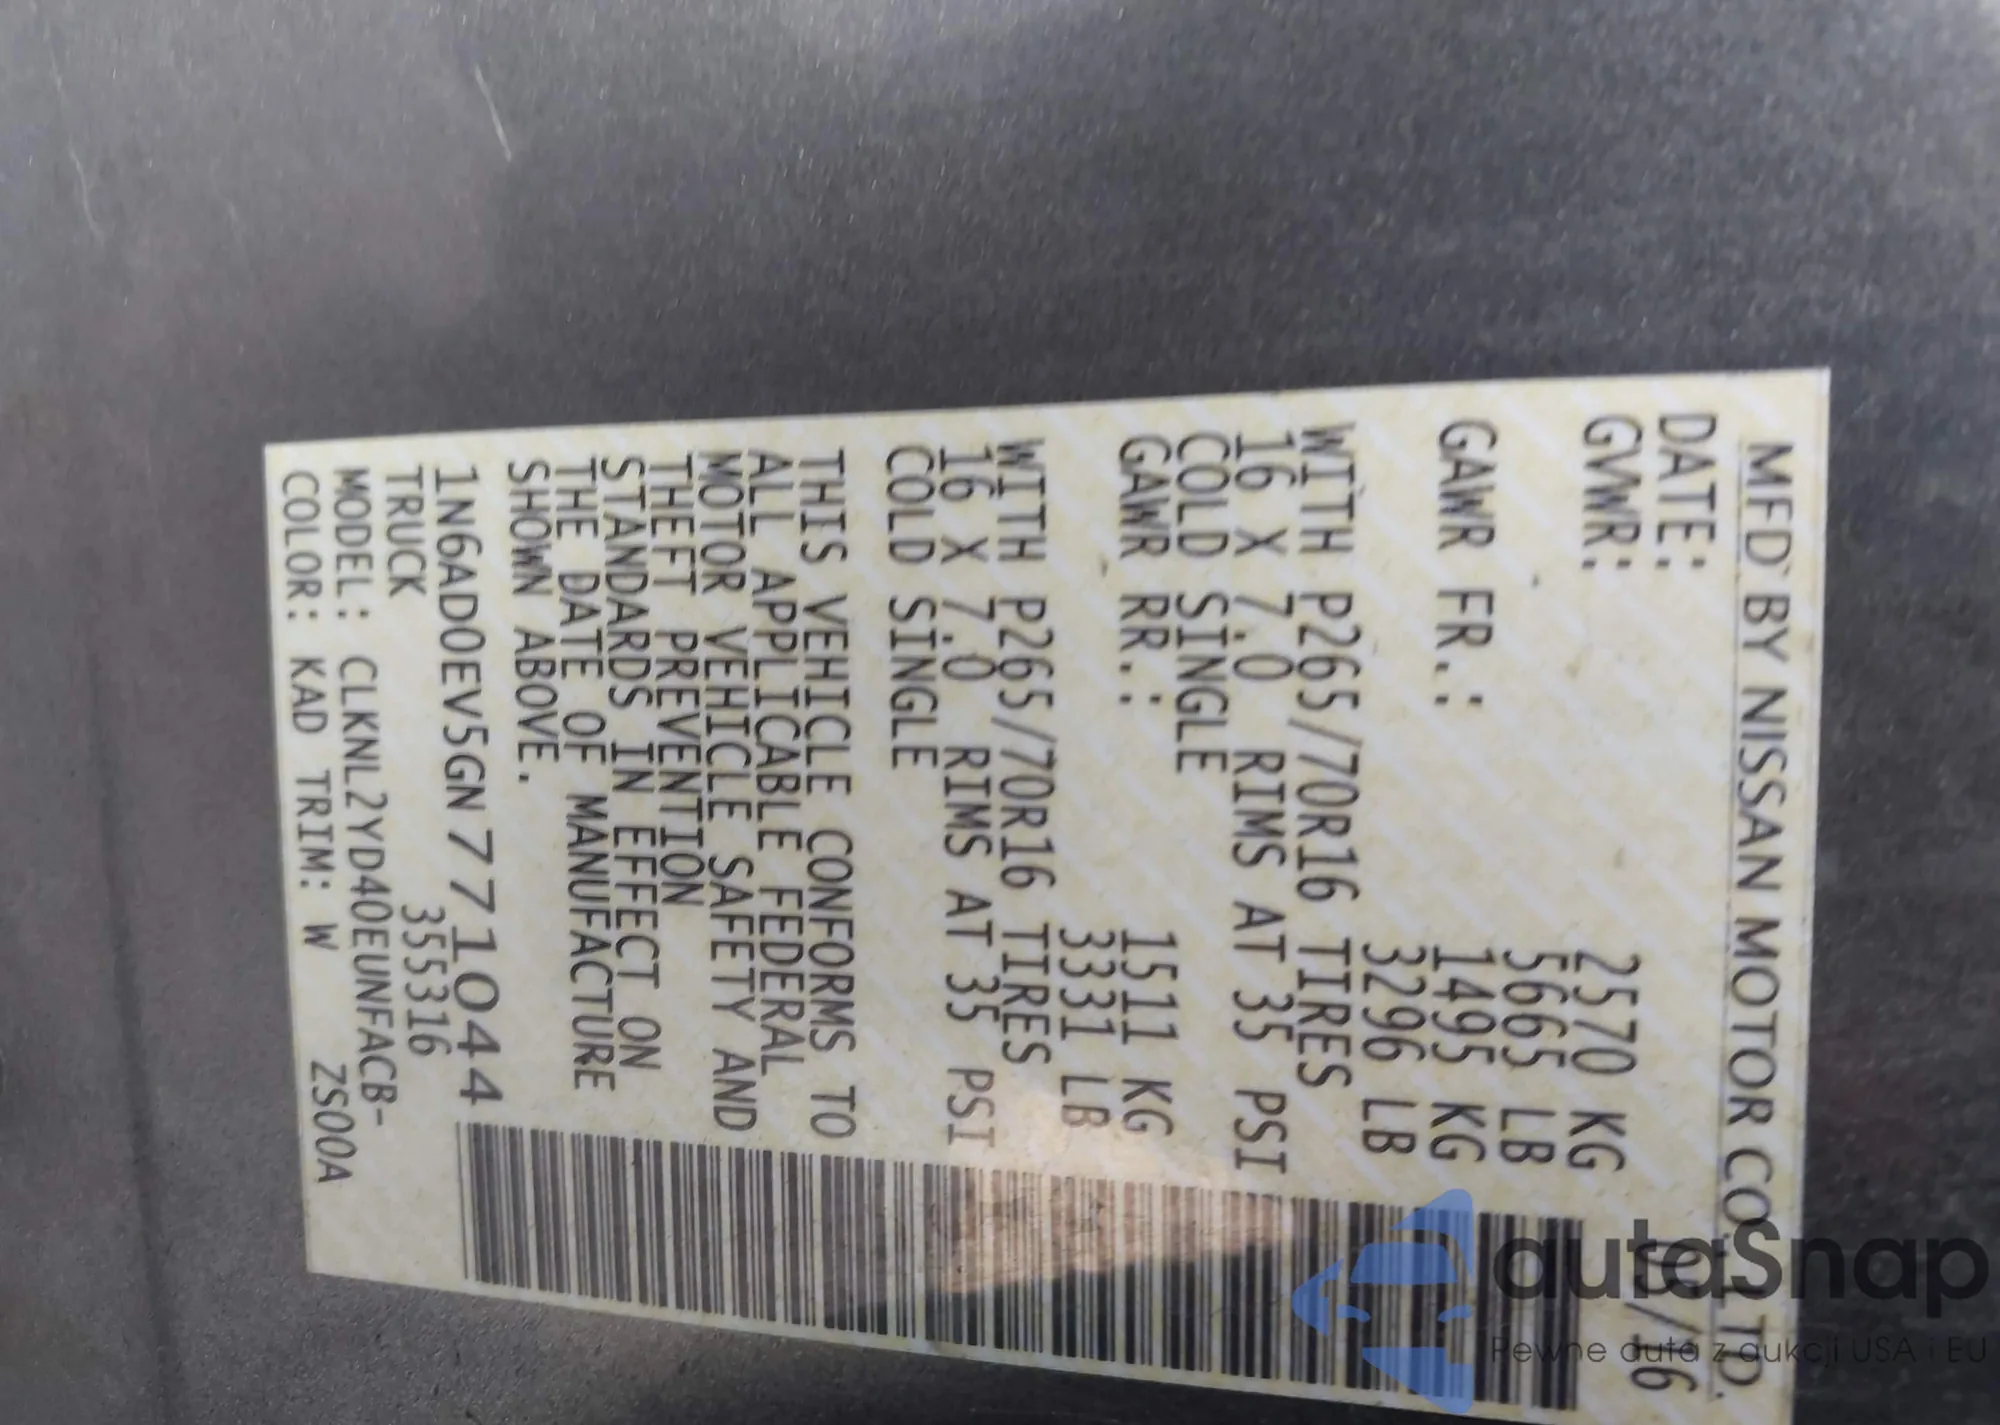 MFD BY NISSAN MOTOR CO., LTD.
DATE: 05/16
GVWR: 2570 KG
5665 LB
GAWR FR.: 1495 KG
3296 LB
WITH P265/70R16 TIRES
16 X 7.0 RIMS AT 35 PSI
COLD SINGLE
GAWR RR.: 1511 KG
3331 LB
WITH P265/70R16 TIRES
16 X 7.0 RIMS AT 35 PSI
COLD SINGLE
THIS VEHICLE CONFORMS TO
ALL APPLICABLE FEDERAL
MOTOR VEHICLE SAFETY AND
THEFT PREVENTION
STANDARDS IN EFFECT ON
THE DATE OF MANUFACTURE
SHOWN ABOVE.
1N6AD0EV5GN771044
TRUCK 355316
MODEL: CLKNL2YD40EUNFACB-
COLOR: KAD TRIM: W ZS00A
autaSnap
Pewne auta z aukcji USA i EU